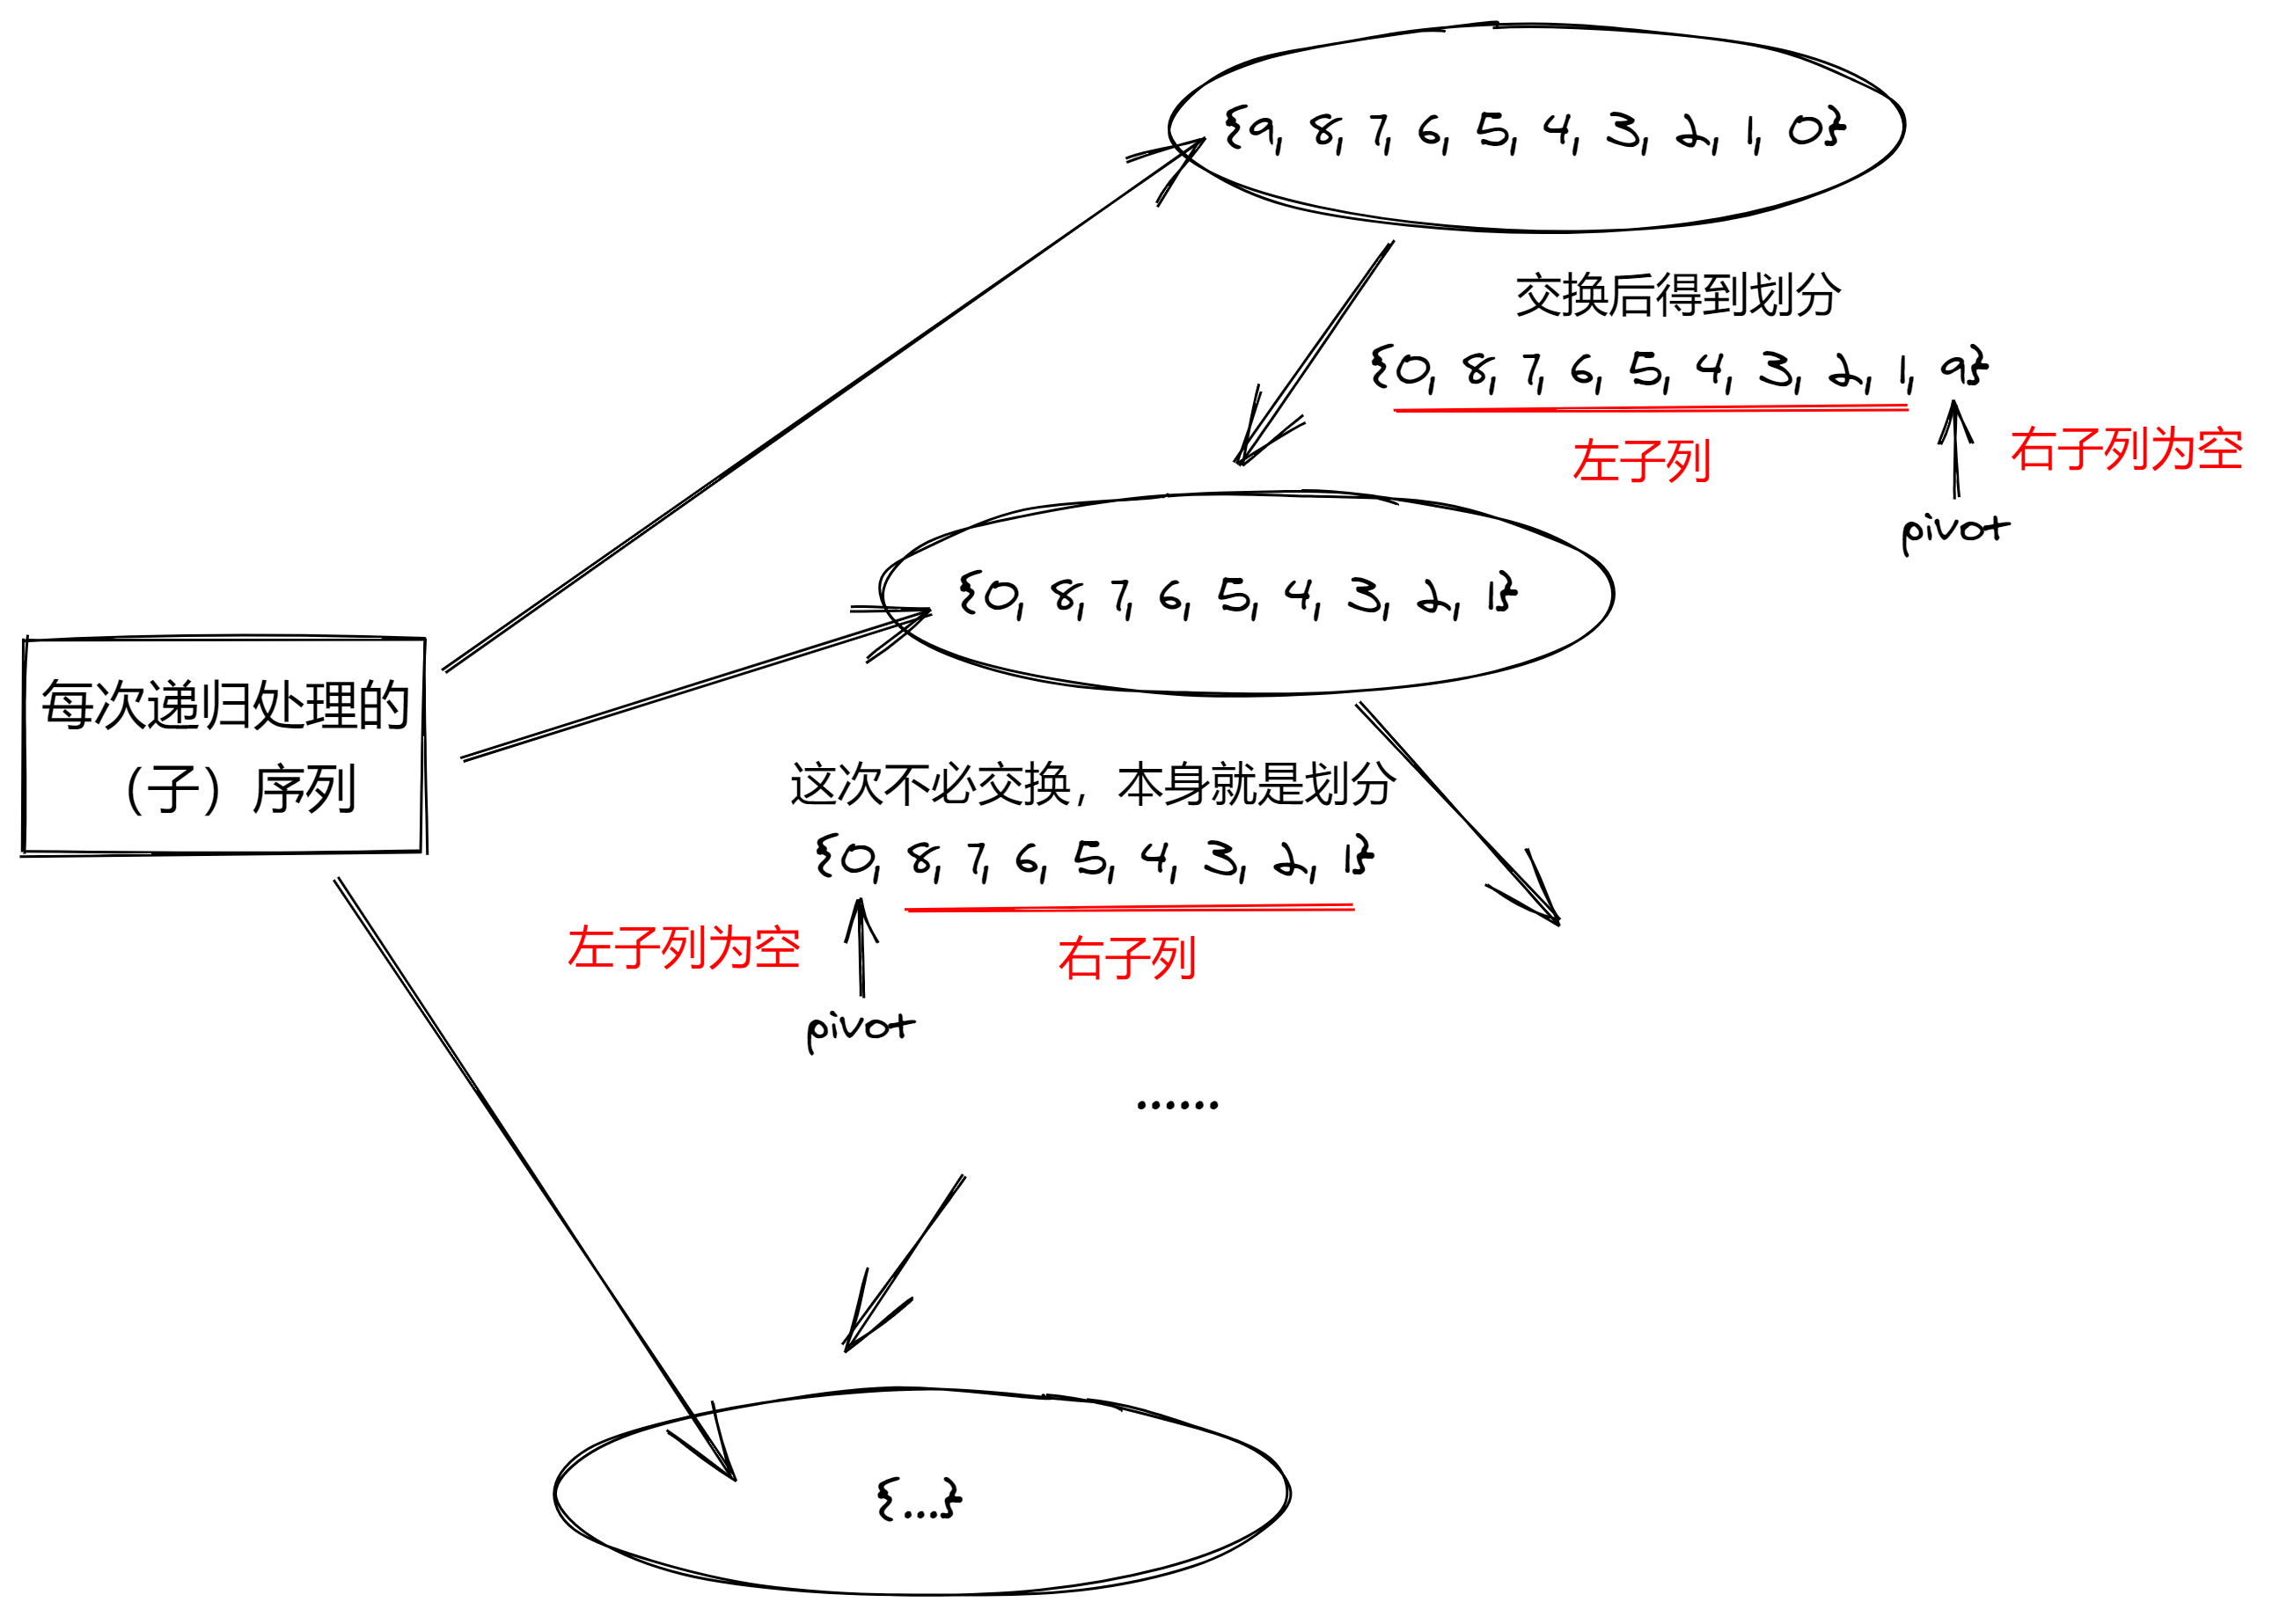 {9, 8, 7, 6, 5, 4, 3, 2, 1, 0}
交换后得到划分
{0, 8, 7, 6, 5, 4, 3, 2, 1, 9}
左子列
右子列为空
pivot
{0, 8, 7, 6, 5, 4, 3, 2, 1}
每次递归处理的
（子）序列
这次不必交换，本身就是划分
{0, 8, 7, 6, 5, 4, 3, 2, 1}
左子列为空
右子列
pivot
......
{...}